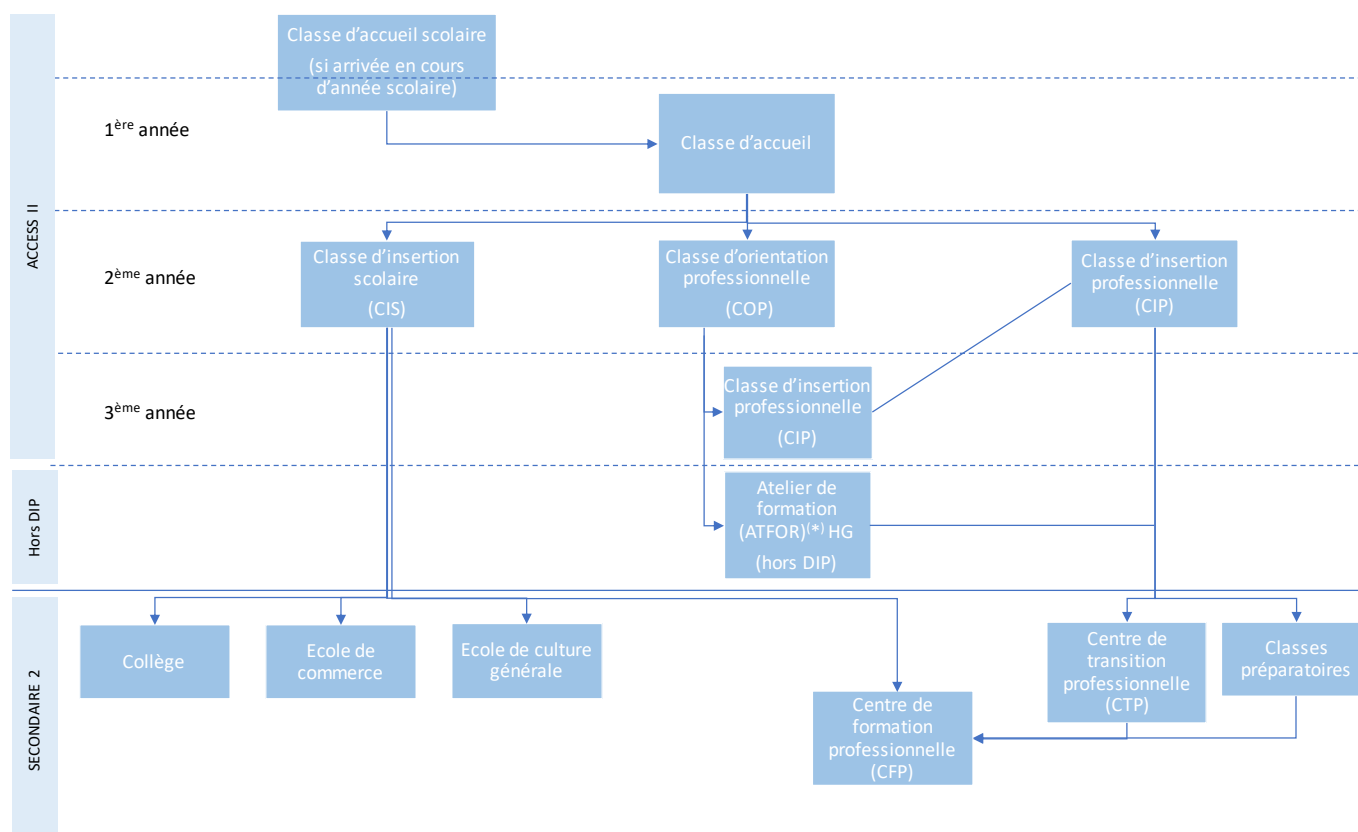 ACCESS II
Classe d'accueil scolaire
(si arrivée en cours
d'année scolaire)
1ère année
Classe d'accueil
2ème année
Classe d'insertion
scolaire
(CIS)
Classe d'orientation
professionnelle
(COP)
Classe d'insertion
professionnelle
(CIP)
3ème année
Classe d'insertion
professionnelle
(CIP)
Hors DIP
Atelier de
formation
(ATFOR)(*) HG
(hors DIP)
SECONDAIRE 2
Collège
Ecole de
commerce
Ecole de culture
générale
Centre de
formation
professionnelle
(CFP)
Centre de
transition
professionnelle
(CTP)
Classes
préparatoires